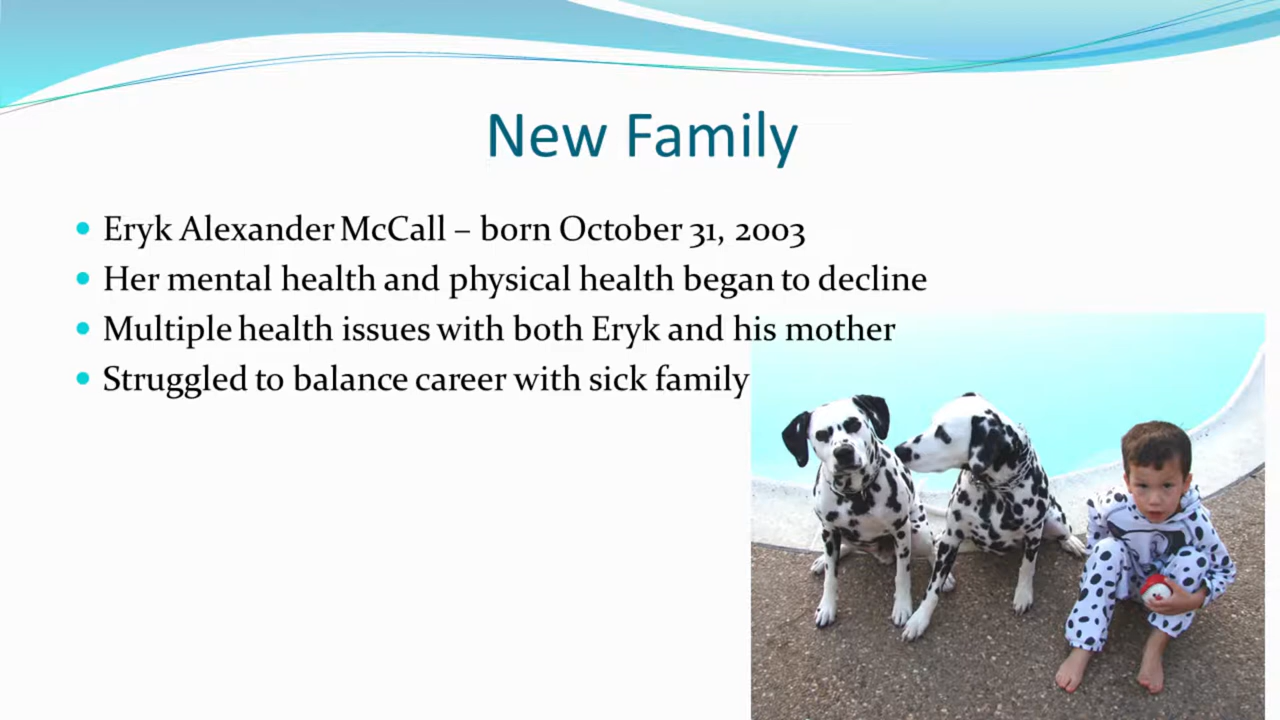 New Family
• Eryk Alexander McCall – born October 31, 2003
• Her mental health and physical health began to decline
• Multiple health issues with both Eryk and his mother
• Struggled to balance career with sick family